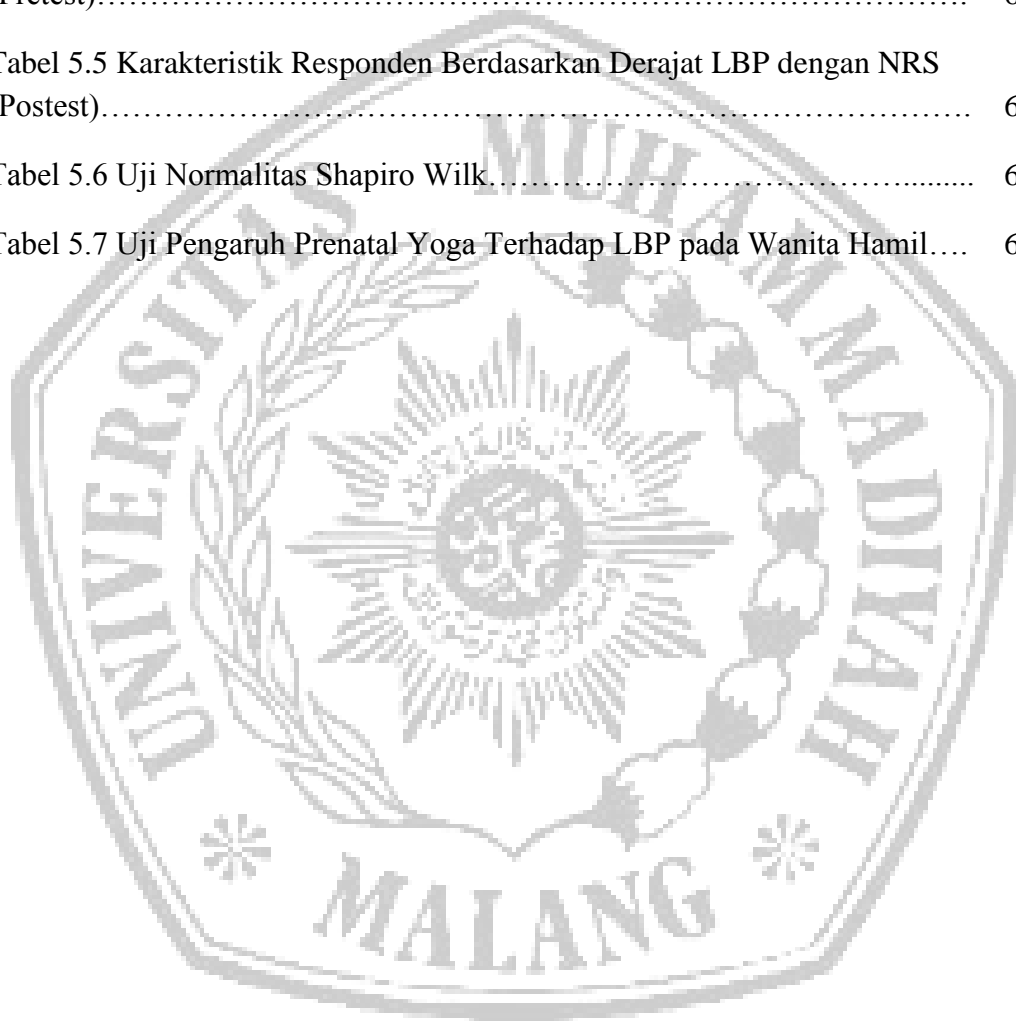 Pretest)…………………………………………………………………….
Tabel 5.5 Karakteristik Responden Berdasarkan Derajat LBP dengan NRS
Postest)…………………………………………………………………….
Tabel 5.6 Uji Normalitas Shapiro Wilk……………………………….........
Tabel 5.7 Uji Pengaruh Prenatal Yoga Terhadap LBP pada Wanita Hamil….
UNIVERSITAS MUHAMMADIYAH
MALANG